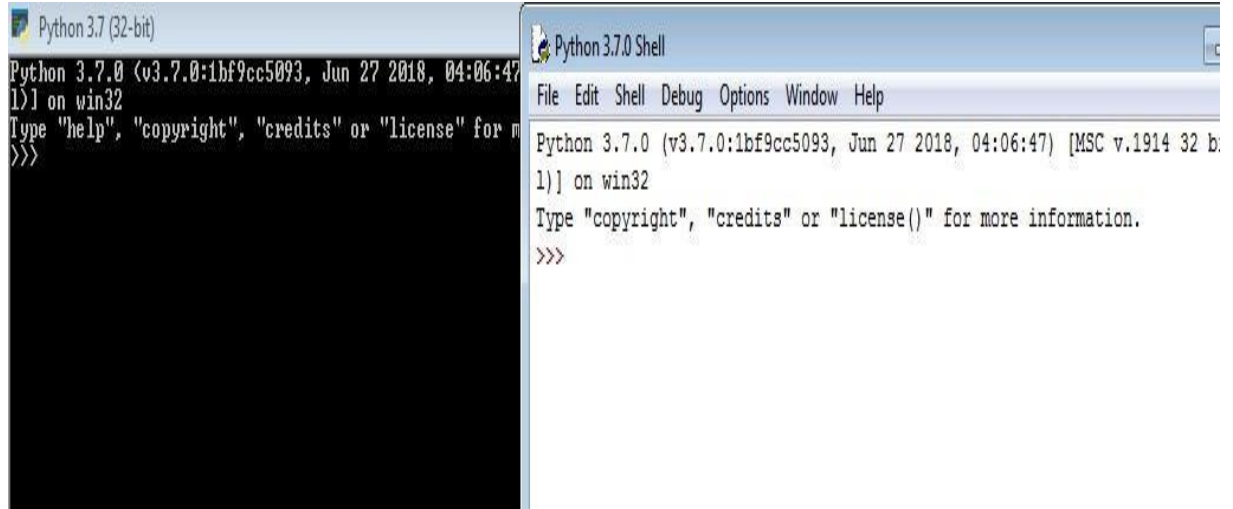 Python 3.7 (32-bit)
Python 3.7.0 (v3.7.0:1bf9cc5093, Jun 27 2018, 04:06:47
l)] on win32
Type "help", "copyright", "credits" or "license" for
>>>
Python 3.7.0 Shell
File Edit Shell Debug Options Window Help
Python 3.7.0 (v3.7.0:1bf9cc5093, Jun 27 2018, 04:06:47) [MSC v.1914 32
l)] on win32
Type "copyright", "credits" or "license()" for more information.
>>>